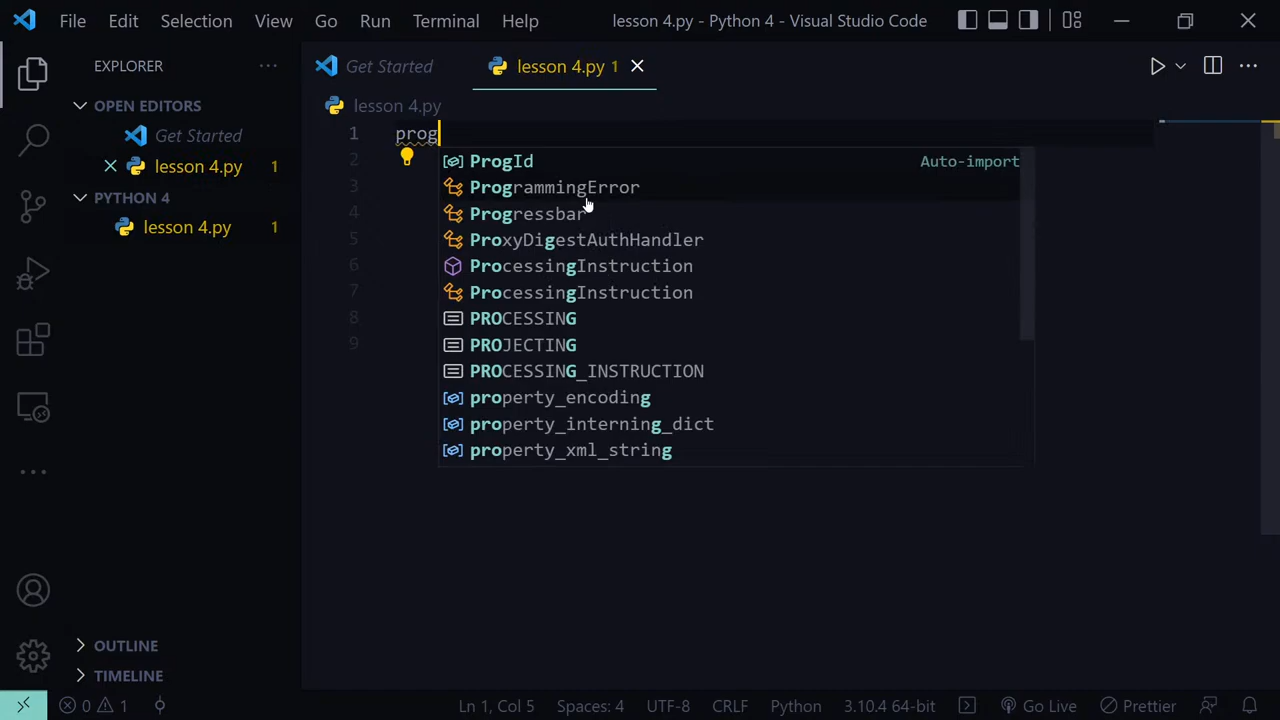 File Edit Selection View Go Run Terminal Help lesson 4.py - Python 4 - Visual Studio Code
EXPLORER
OPEN EDITORS
Get Started
lesson 4.py 1
PYTHON 4
lesson 4.py 1
OUTLINE
TIMELINE
Get Started lesson 4.py 1
lesson 4.py
1 prog
2
3
4
5
6
7
8
9
ProgId Auto-import
ProgrammingError
Progressbar
ProxyDigestAuthHandler
ProcessingInstruction
ProcessingInstruction
PROCESSING
PROJECTING
PROCESSING_INSTRUCTION
property_encoding
property_interning_dict
property_xml_string
0 1 Ln 1, Col 5 Spaces: 4 UTF-8 CRLF Python 3.10.4 64-bit Go Live Prettier